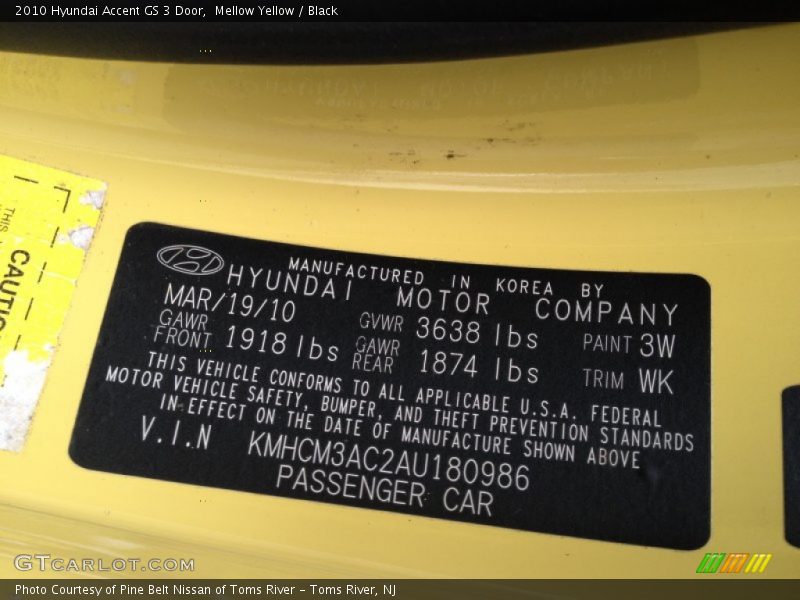 2010 Hyundai Accent GS 3 Door, Mellow Yellow / Black
THIS
CAUTIO
MANUFACTURED IN KOREA BY
HYUNDAI MOTOR COMPANY
MAR/19/10
GAWR FRONT 1918 lbs
GVWR 3638 lbs
GAWR REAR 1874 lbs
PAINT 3W
TRIM WK
THIS VEHICLE CONFORMS TO ALL APPLICABLE U.S.A. FEDERAL
MOTOR VEHICLE SAFETY, BUMPER, AND THEFT PREVENTION STANDARDS
IN EFFECT ON THE DATE OF MANUFACTURE SHOWN ABOVE
V.I.N KMHCM3AC2AU180986
PASSENGER CAR
GTCARLOT.COM
Photo Courtesy of Pine Belt Nissan of Toms River – Toms River, NJ